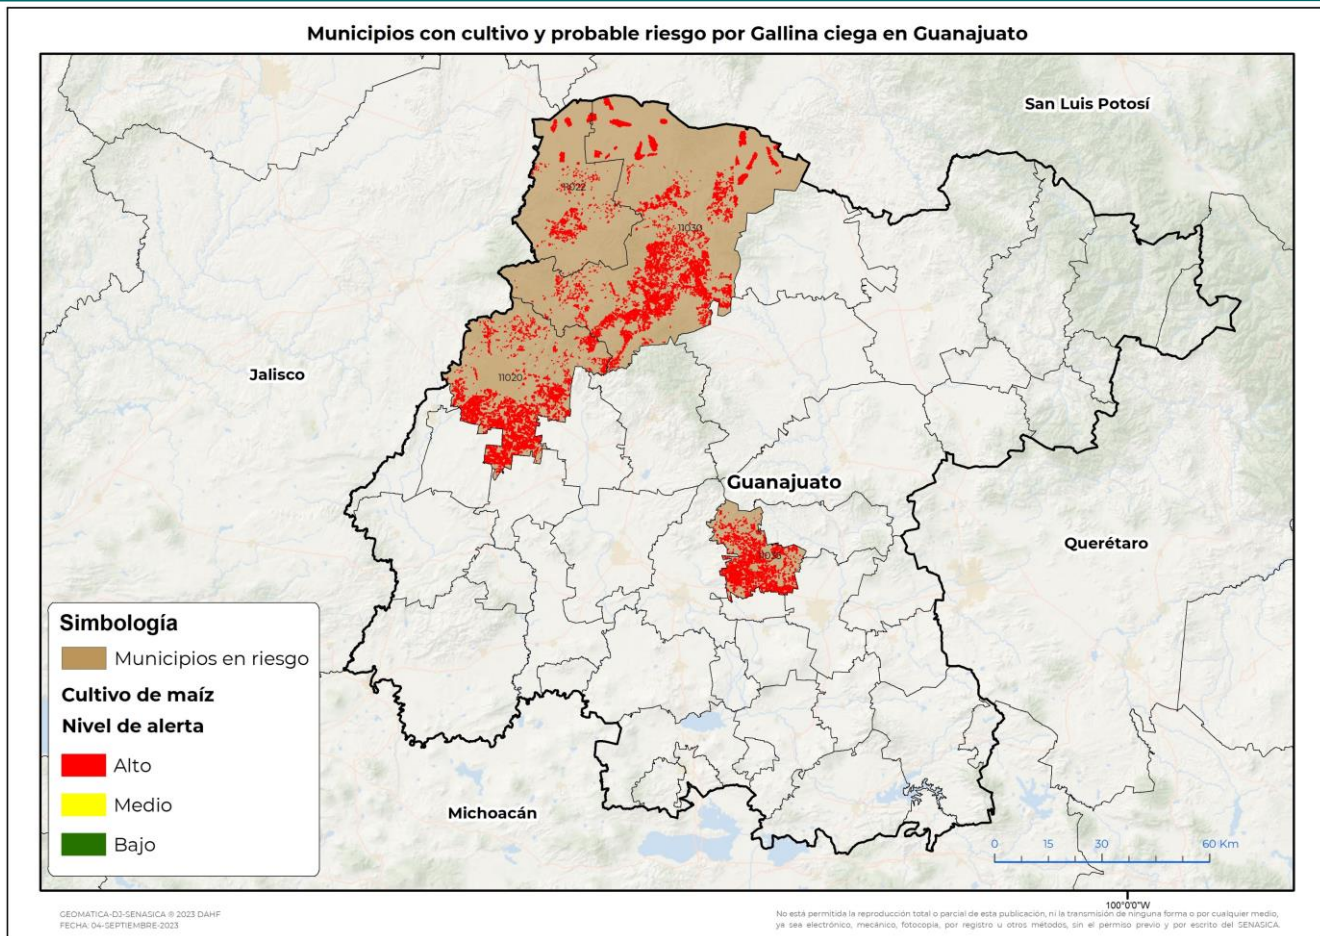 Municipios con cultivo y probable riesgo por Gallina ciega en Guanajuato
San Luis Potosí
11030
Jalisco
11020
Guanajuato
Querétaro
Simbología
Municipios en riesgo
Cultivo de maíz
Nivel de alerta
Alto
Medio
Bajo
Michoacán
0 15 30 60 Km
100°0'0"W
GEOMATICA-DJ-SENASICA ® 2023 DAHF
FECHA: 04-SEPTIEMBRE-2023
No está permitida la reproducción total o parcial de esta publicación, ni la transmisión de ninguna forma o por cualquier medio,
ya sea electrónico, mecánico, fotocopia, por registro u otros métodos, sin el permiso previo y por escrito del SENASICA.